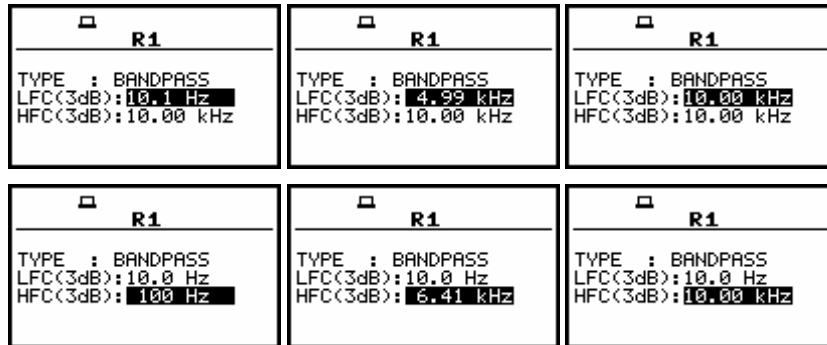 R1
TYPE : BANDPASS
LFC(3dB):10.1 Hz
HFC(3dB):10.00 kHz
R1
TYPE : BANDPASS
LFC(3dB): 4.99 kHz
HFC(3dB):10.00 kHz
R1
TYPE : BANDPASS
LFC(3dB):10.00 kHz
HFC(3dB):10.00 kHz
R1
TYPE : BANDPASS
LFC(3dB):10.0 Hz
HFC(3dB): 100 Hz
R1
TYPE : BANDPASS
LFC(3dB):10.0 Hz
HFC(3dB): 6.41 kHz
R1
TYPE : BANDPASS
LFC(3dB):10.0 Hz
HFC(3dB):10.00 kHz